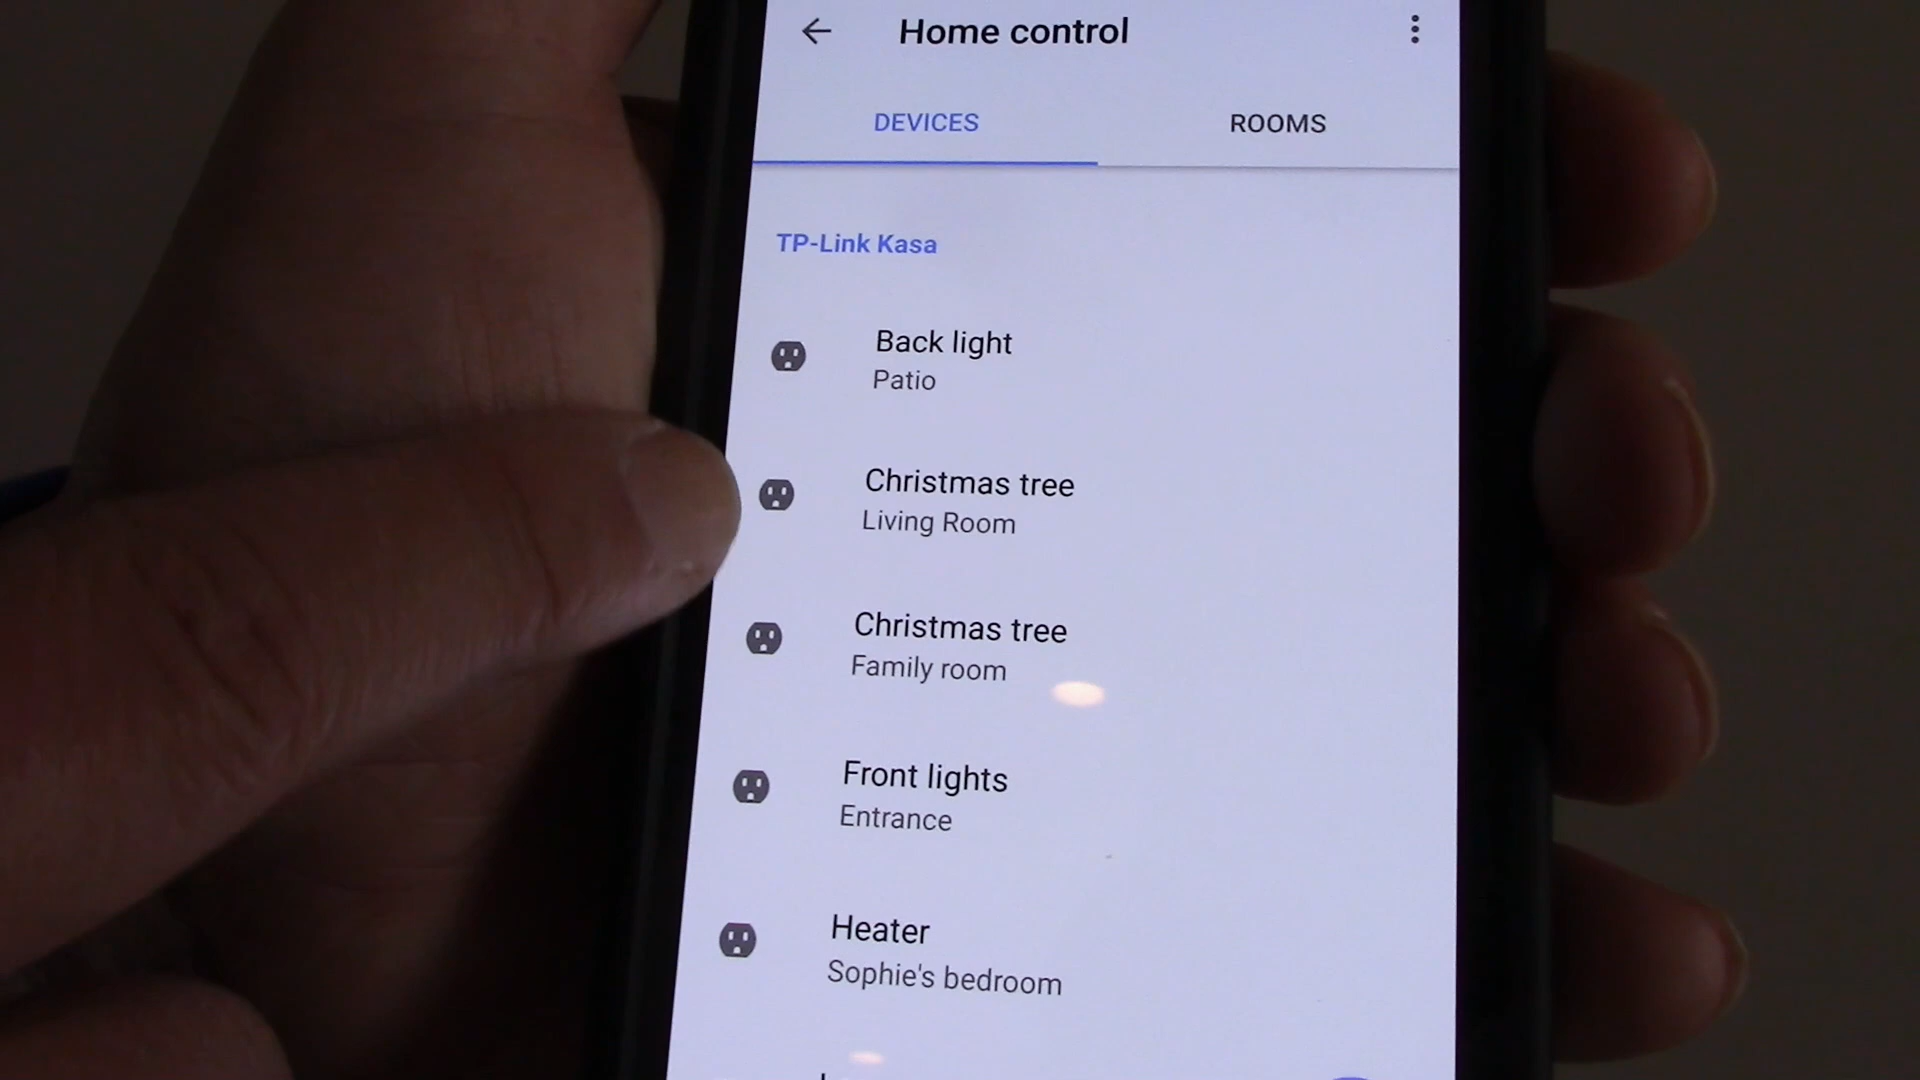 Home control
DEVICES
ROOMS
TP-Link Kasa
Back light
Patio
Christmas tree
Living Room
Christmas tree
Family room
Front lights
Entrance
Heater
Sophie's bedroom